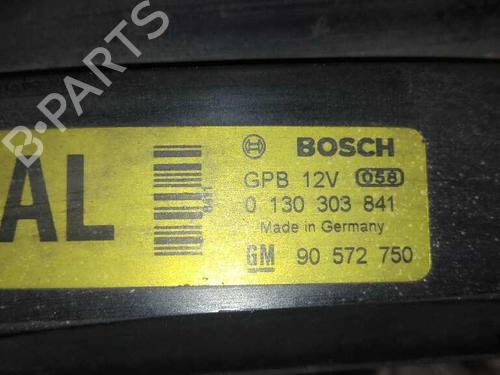 B-PARTS
AL
BOSCH
GPB 12V 058
0 130 303 841
Made in Germany
GM 90 572 750